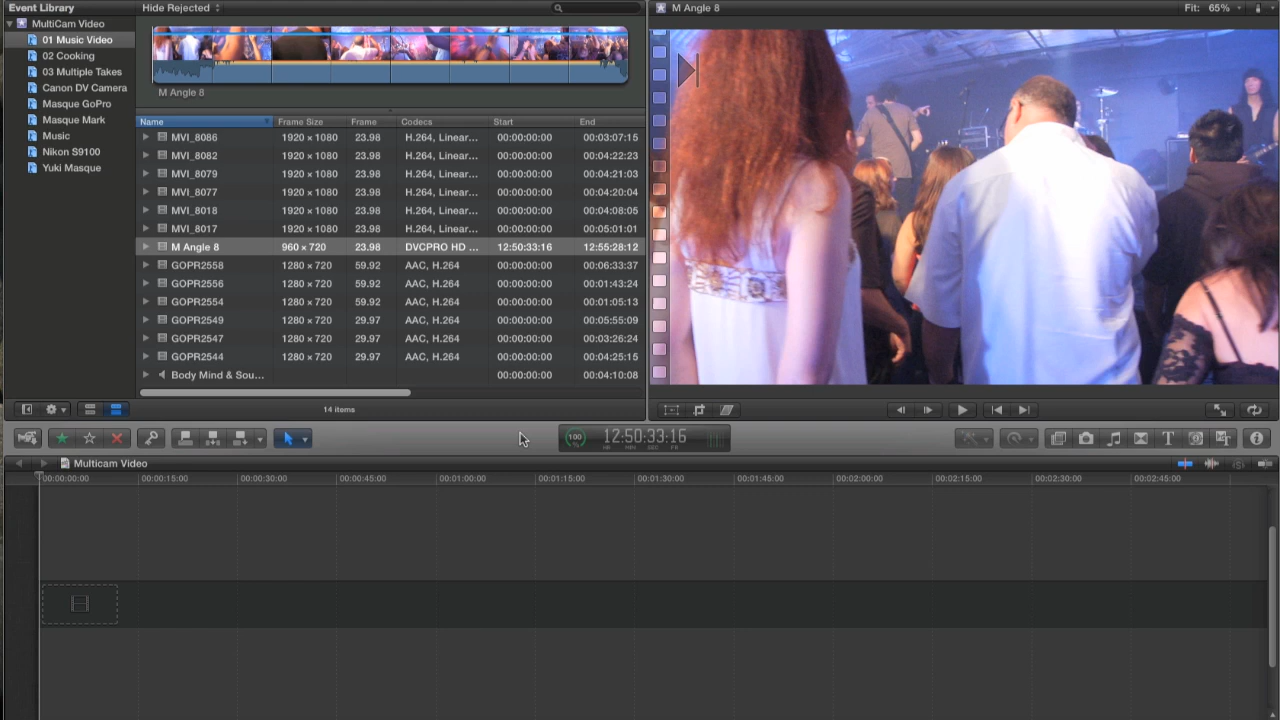 Event Library
Hide Rejected
M Angle 8
Fit: 65%
MultiCam Video
01 Music Video
02 Cooking
03 Multiple Takes
Canon DV Camera
Masque GoPro
Masque Mark
Music
Nikon S9100
Yuki Masque
M Angle 8
Name Frame Size Frame Codecs Start End
MVI_8086 1920 × 1080 23.98 H.264, Linear... 00:00:00:00 00:03:07:15
MVI_8082 1920 × 1080 23.98 H.264, Linear... 00:00:00:00 00:04:22:23
MVI_8079 1920 × 1080 23.98 H.264, Linear... 00:00:00:00 00:04:21:03
MVI_8077 1920 × 1080 23.98 H.264, Linear... 00:00:00:00 00:04:20:04
MVI_8018 1920 × 1080 23.98 H.264, Linear... 00:00:00:00 00:04:08:05
MVI_8017 1920 × 1080 23.98 H.264, Linear... 00:00:00:00 00:05:01:01
M Angle 8 960 × 720 23.98 DVCPRO HD ... 12:50:33:16 12:55:28:12
GOPR2558 1280 × 720 59.92 AAC, H.264 00:00:00:00 00:06:33:37
GOPR2556 1280 × 720 59.92 AAC, H.264 00:00:00:00 00:01:43:24
GOPR2554 1280 × 720 59.92 AAC, H.264 00:00:00:00 00:01:05:13
GOPR2549 1280 × 720 29.97 AAC, H.264 00:00:00:00 00:05:55:09
GOPR2547 1280 × 720 29.97 AAC, H.264 00:00:00:00 00:03:26:24
GOPR2544 1280 × 720 29.97 AAC, H.264 00:00:00:00 00:04:25:15
Body Mind & Sou... 00:00:00:00 00:04:10:08
14 items
100 12:50:33:16
% HR MIN SEC FR
Multicam Video
00:00:00:00 00:00:15:00 00:00:30:00 00:00:45:00 00:01:00:00 00:01:15:00 00:01:30:00 00:01:45:00 00:02:00:00 00:02:15:00 00:02:30:00 00:02:45:00